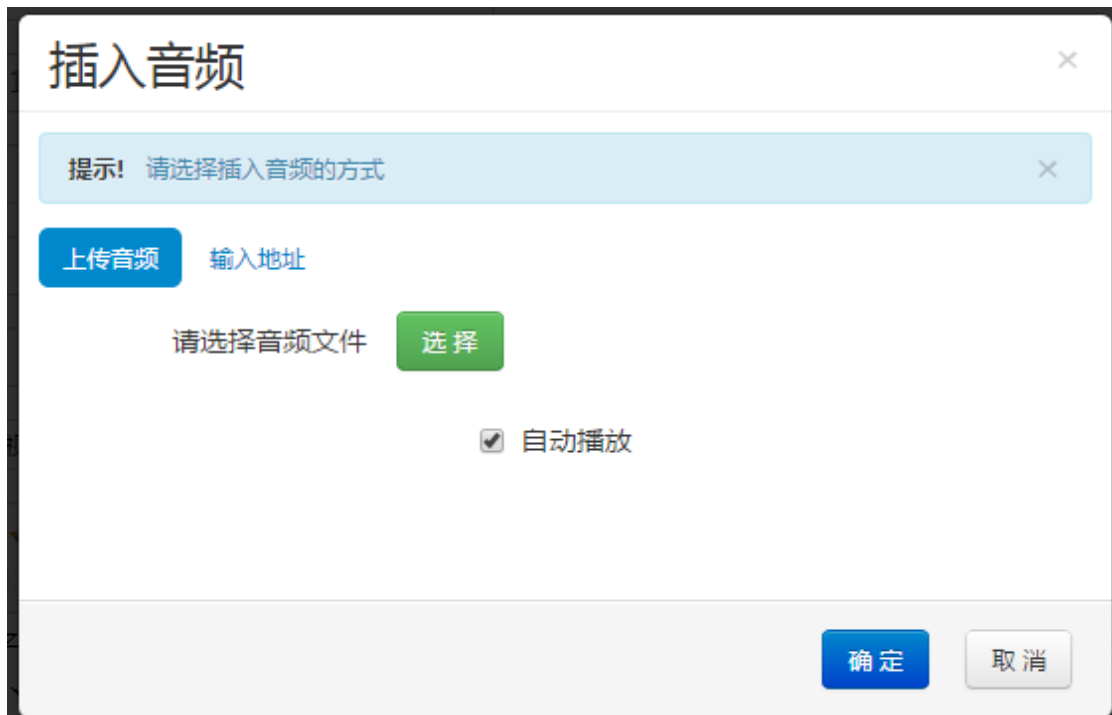 插入音频
×
提示! 请选择插入音频的方式 ×
上传音频 输入地址
请选择音频文件 选择
自动播放
确定 取消